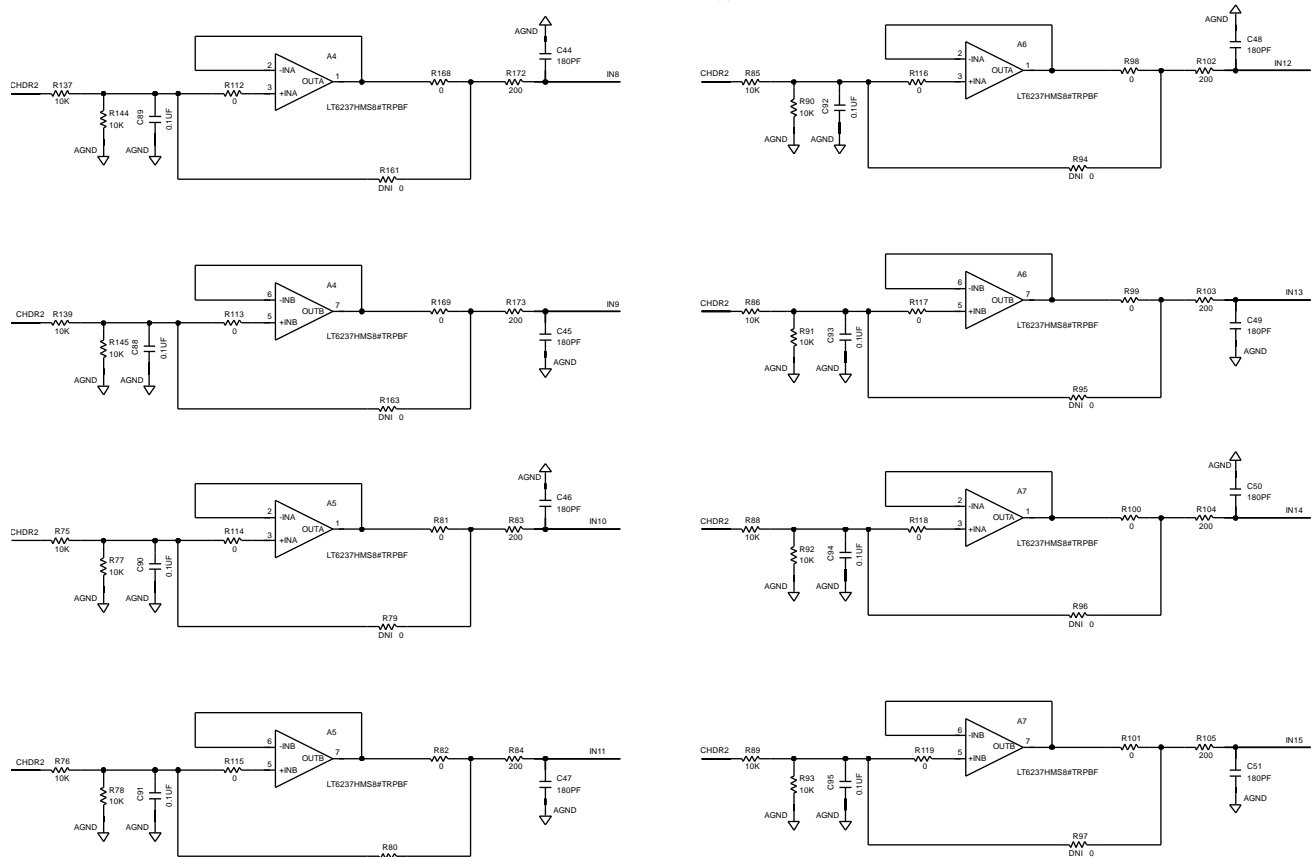 AGND
C44
180PF
A4
2
-INA
OUTA
1
3
+INA
LT6237HMS8#TRPBF
CHDR2
R137
10K
R112
0
R168
0
R172
200
IN8
R144
10K
C89
0.1UF
AGND
AGND
R161
DNI 0
AGND
C48
180PF
A6
2
-INA
OUTA
1
3
+INA
LT6237HMS8#TRPBF
CHDR2
R85
10K
R116
0
R98
0
R102
200
IN12
R90
10K
C92
0.1UF
AGND
AGND
R94
DNI 0
A4
6
-INB
OUTB
7
5
+INB
LT6237HMS8#TRPBF
CHDR2
R139
10K
R113
0
R169
0
R173
200
IN9
C45
180PF
AGND
R145
10K
C88
0.1UF
AGND
AGND
R163
DNI 0
A6
6
-INB
OUTB
7
5
+INB
LT6237HMS8#TRPBF
CHDR2
R86
10K
R117
0
R99
0
R103
200
IN13
C49
180PF
AGND
R91
10K
C93
0.1UF
AGND
AGND
R95
DNI 0
AGND
C46
180PF
A5
2
-INA
OUTA
1
3
+INA
LT6237HMS8#TRPBF
CHDR2
R75
10K
R114
0
R81
0
R83
200
IN10
R77
10K
C90
0.1UF
AGND
AGND
R79
DNI 0
AGND
C50
180PF
A7
2
-INA
OUTA
1
3
+INA
LT6237HMS8#TRPBF
CHDR2
R88
10K
R118
0
R100
0
R104
200
IN14
R92
10K
C94
0.1UF
AGND
AGND
R96
DNI 0
A5
6
-INB
OUTB
7
5
+INB
LT6237HMS8#TRPBF
CHDR2
R76
10K
R115
0
R82
0
R84
200
IN11
C47
180PF
AGND
R78
10K
C91
0.1UF
AGND
AGND
R80
A7
6
-INB
OUTB
7
5
+INB
LT6237HMS8#TRPBF
CHDR2
R89
10K
R119
0
R101
0
R105
200
IN15
C51
180PF
AGND
R93
10K
C95
0.1UF
AGND
AGND
R97
DNI 0